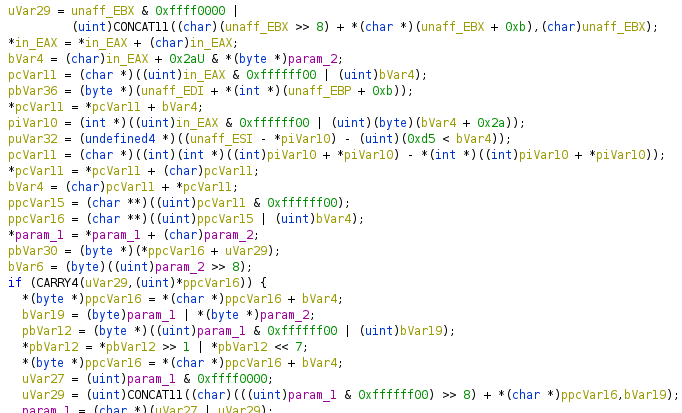 uVar29 = unaff_EBX & 0xffff0000 |
(uint)CONCAT11((char)(unaff_EBX >> 8) + *(char *)(unaff_EBX + 0xb),(char)unaff_EBX);
*in_EAX = *in_EAX + (char)in_EAX;
bVar4 = (char)in_EAX + 0x2aU & *(byte *)param_2;
pcVar11 = (char *)((uint)in_EAX & 0xffffff00 | (uint)bVar4);
pbVar36 = (byte *)(unaff_EDI + *(int *)(unaff_EBP + 0xb));
*pcVar11 = *pcVar11 + bVar4;
piVar10 = (int *)((uint)in_EAX & 0xffffff00 | (uint)(byte)(bVar4 + 0x2a));
puVar32 = (undefined4 *)((unaff_ESI - *piVar10) - (uint)(0xd5 < bVar4));
pcVar11 = (char *)((int)(int *)((int)piVar10 + *piVar10) - *(int *)((int)piVar10 + *piVar10));
*pcVar11 = *pcVar11 + (char)pcVar11;
bVar4 = (char)pcVar11 + *pcVar11;
ppcVar15 = (char **)((uint)pcVar11 & 0xffffff00);
ppcVar16 = (char **)((uint)ppcVar15 | (uint)bVar4);
*param_1 = *param_1 + (char)param_2;
pbVar30 = (byte *)(*ppcVar16 + uVar29);
bVar6 = (byte)((uint)param_2 >> 8);
if (CARRY4(uVar29,(uint)*ppcVar16)) {
*(byte *)ppcVar16 = *(char *)ppcVar16 + bVar4;
bVar19 = (byte)param_1 | *(byte *)param_2;
pbVar12 = (byte *)((uint)param_1 & 0xffffff00 | (uint)bVar19);
*pbVar12 = *pbVar12 >> 1 | *pbVar12 << 7;
*(byte *)ppcVar16 = *(char *)ppcVar16 + bVar4;
uVar27 = (uint)param_1 & 0xffff0000;
uVar29 = (uint)CONCAT11((char)(((uint)param_1 & 0xffffff00) >> 8) + *(char *)ppcVar16,bVar19);
param_1 = (char *)(uVar27 | uVar29);